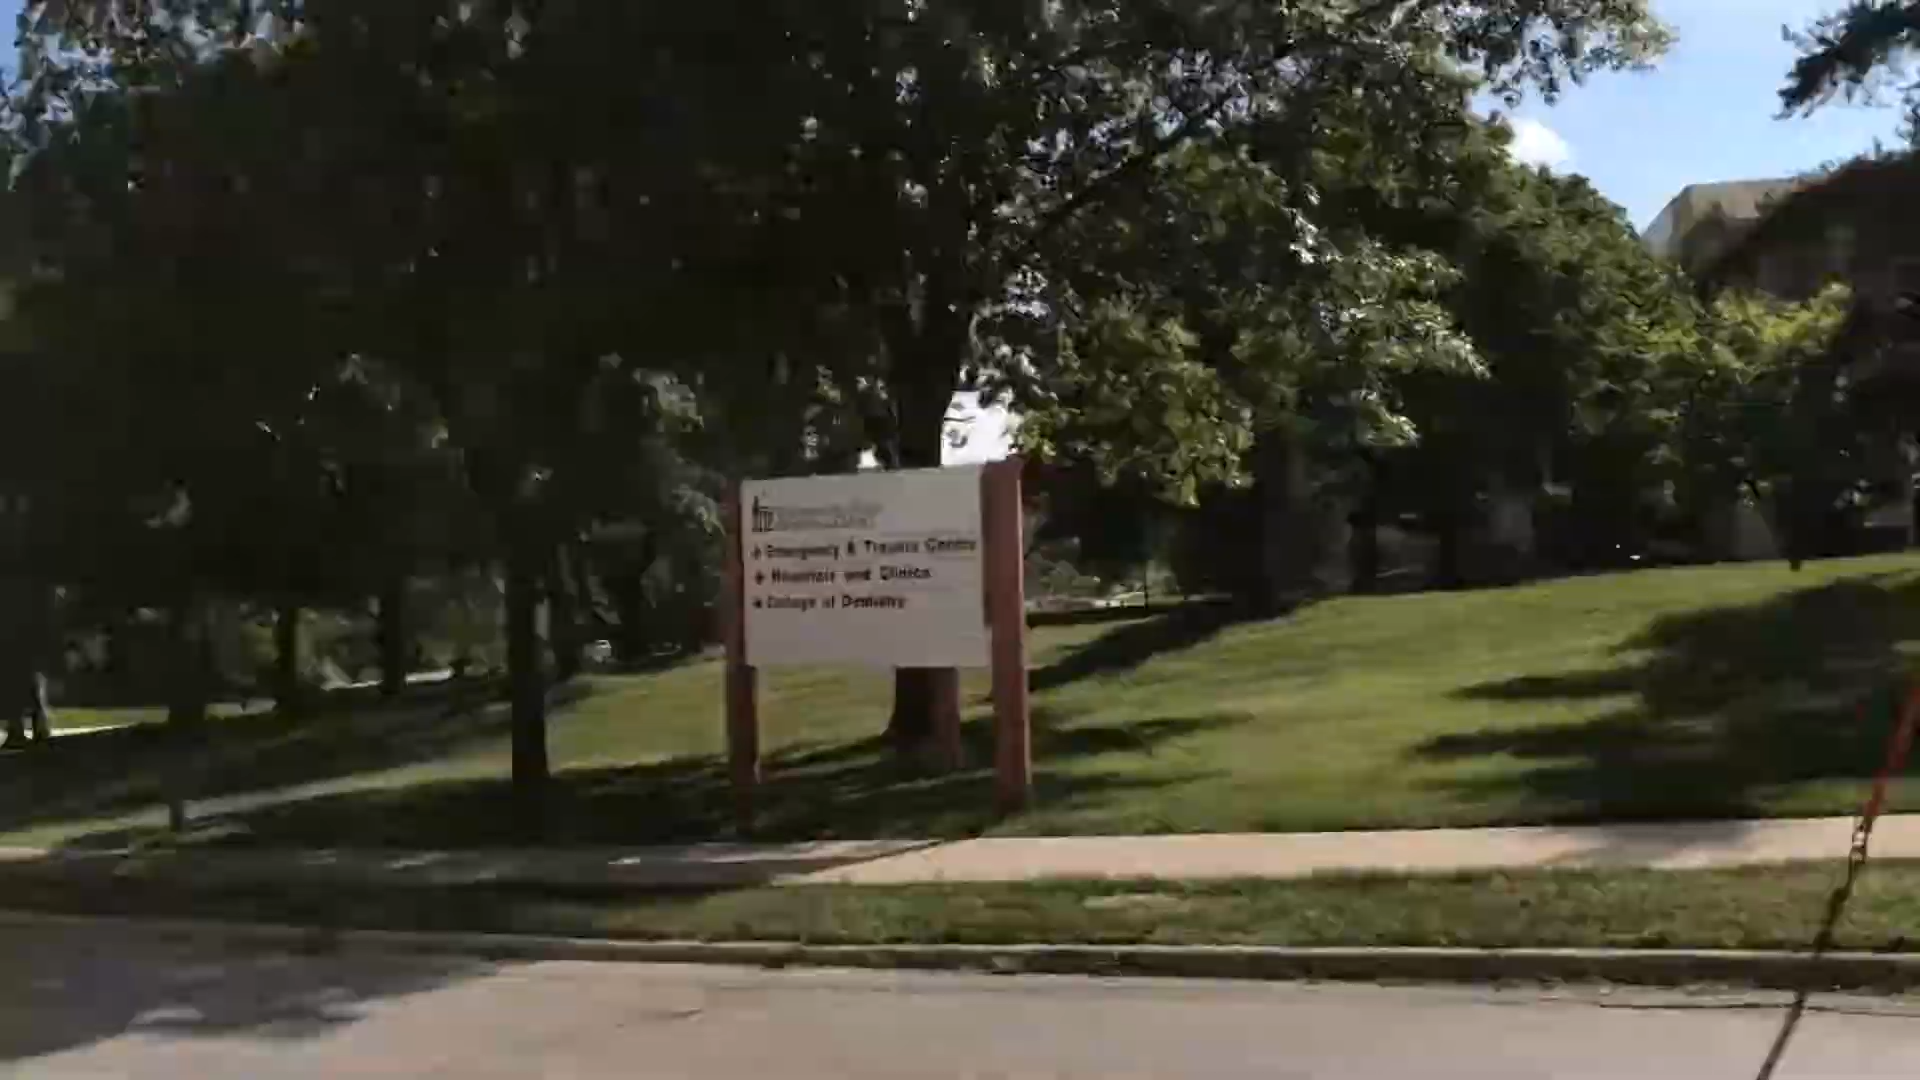 Emergency & Trauma Center
Hospitals and Clinics
College of Dentistry